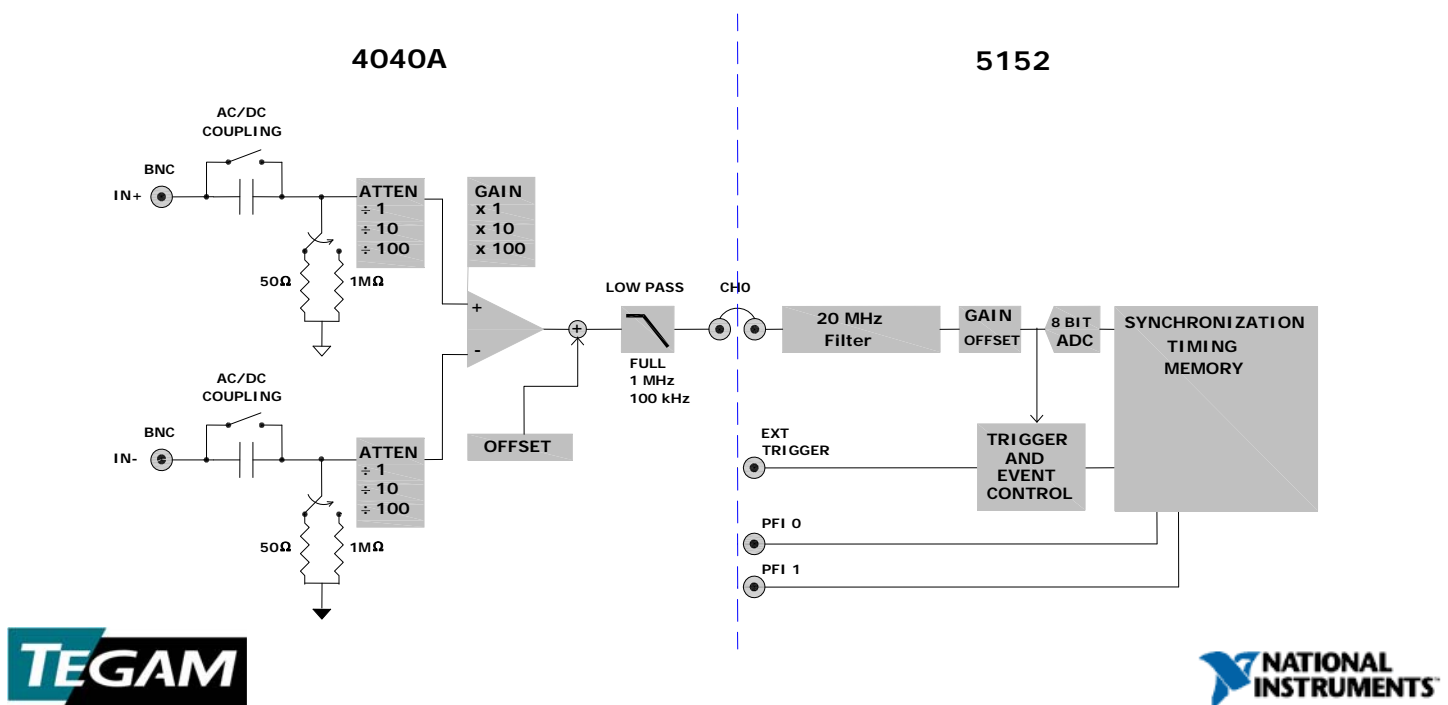 4040A
5152
AC/DC
COUPLING
BNC
IN+
ATTEN
÷ 1
÷ 10
÷ 100
GAIN
x 1
x 10
x 100
50Ω
1MΩ
+
-
+
LOW PASS
FULL
1 MHz
100 kHz
CH0
20 MHz
Filter
GAIN
OFFSET
8 BIT
ADC
SYNCHRONIZATION
TIMING
MEMORY
AC/DC
COUPLING
BNC
IN-
ATTEN
÷ 1
÷ 10
÷ 100
OFFSET
50Ω
1MΩ
EXT
TRIGGER
TRIGGER
AND
EVENT
CONTROL
PFI 0
PFI 1
TEGAM
NATIONAL
INSTRUMENTS™